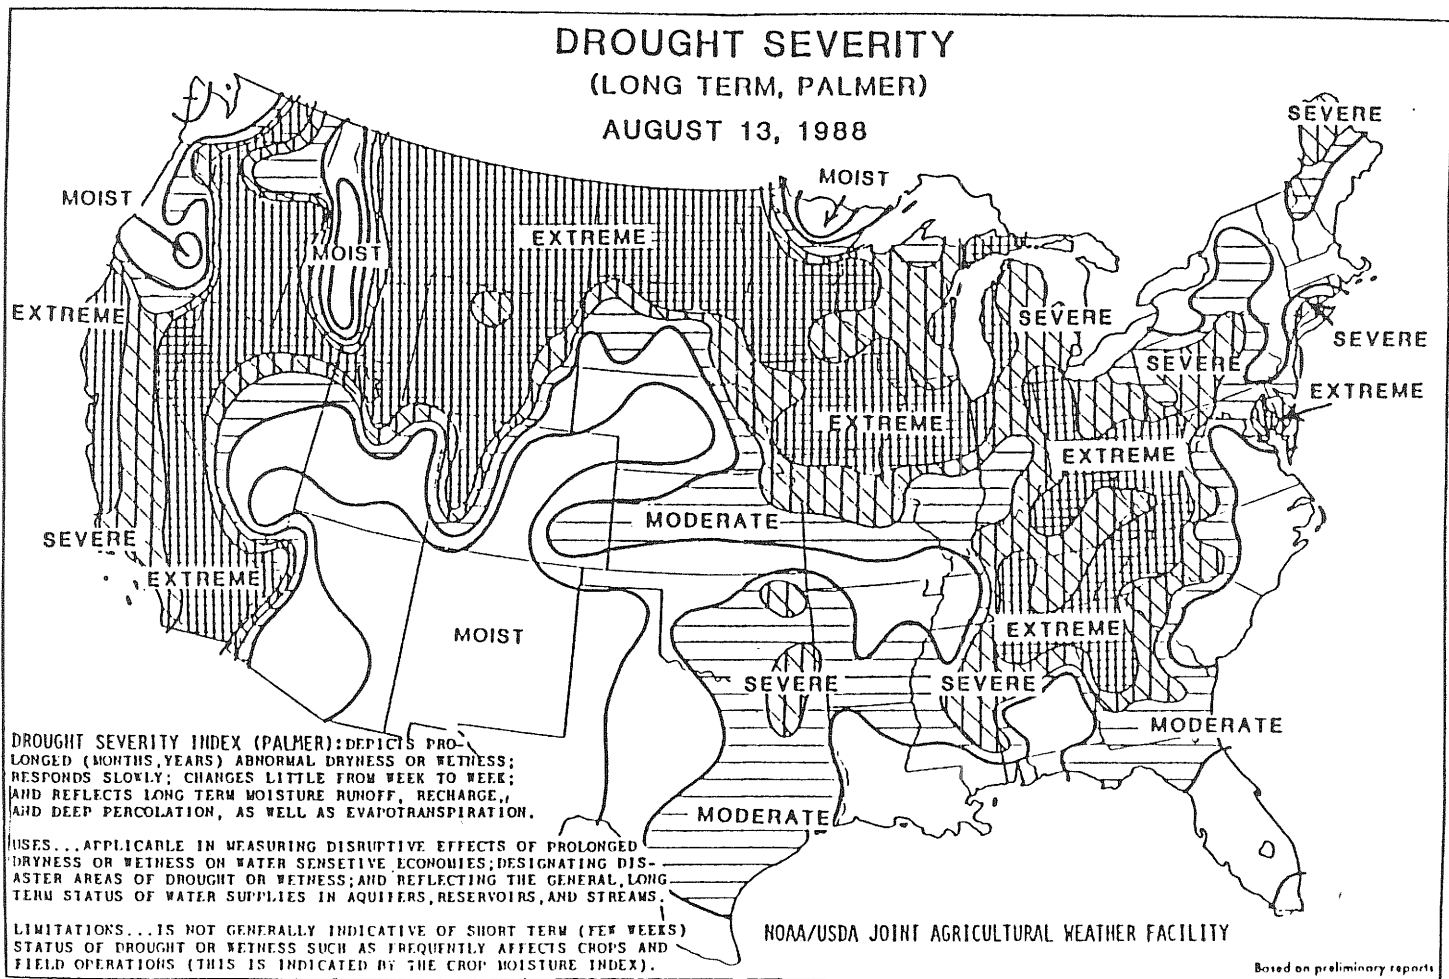 DROUGHT SEVERITY
(LONG TERM, PALMER)
AUGUST 13, 1988
SEVERE
MOIST
MOIST
EXTREME
MOIST
EXTREME
SEVERE
SEVERE
SEVERE
EXTREME
EXTREME
EXTREME
MODERATE
SEVERE
EXTREME
MOIST
EXTREME
SEVERE
SEVERE
MODERATE
MODERATE
DROUGHT SEVERITY INDEX (PALMER):DEPICTS PRO-
LONGED (MONTHS,YEARS) ABNORMAL DRYNESS OR WETNESS;
RESPONDS SLOWLY; CHANGES LITTLE FROM WEEK TO WEEK;
AND REFLECTS LONG TERM MOISTURE RUNOFF, RECHARGE,
AND DEEP PERCOLATION, AS WELL AS EVAPOTRANSPIRATION.
USES...APPLICABLE IN MEASURING DISRUPTIVE EFFECTS OF PROLONGED
DRYNESS OR WETNESS ON WATER SENSETIVE ECONOMIES;DESIGNATING DIS-
ASTER AREAS OF DROUGHT OR WETNESS;AND REFLECTING THE GENERAL,LONG
TERM STATUS OF WATER SUPPLIES IN AQUIFERS,RESERVOIRS,AND STREAMS.
LIMITATIONS...IS NOT GENERALLY INDICATIVE OF SHORT TERM (FEW WEEKS)
STATUS OF DROUGHT OR WETNESS SUCH AS FREQUENTLY AFFECTS CROPS AND
FIELD OPERATIONS (THIS IS INDICATED BY THE CROP MOISTURE INDEX).
NOAA/USDA JOINT AGRICULTURAL WEATHER FACILITY
Based on preliminary reports